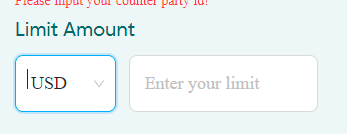 Please input your counter party id!
Limit Amount
USD Enter your limit